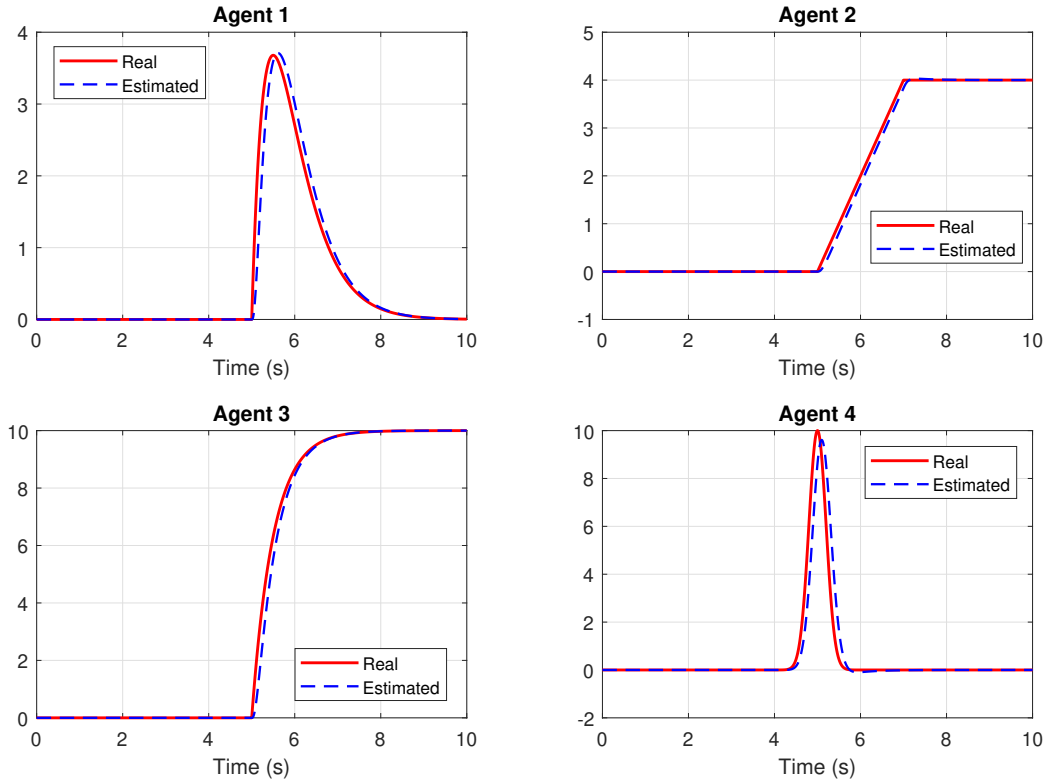 Agent 1
4
3
2
1
0
Real
Estimated
0 2 4 6 8 10
Time (s)
Agent 2
5
4
3
2
1
0
-1
Real
Estimated
0 2 4 6 8 10
Time (s)
Agent 3
10
8
6
4
2
0
Real
Estimated
0 2 4 6 8 10
Time (s)
Agent 4
10
8
6
4
2
0
-2
Real
Estimated
0 2 4 6 8 10
Time (s)